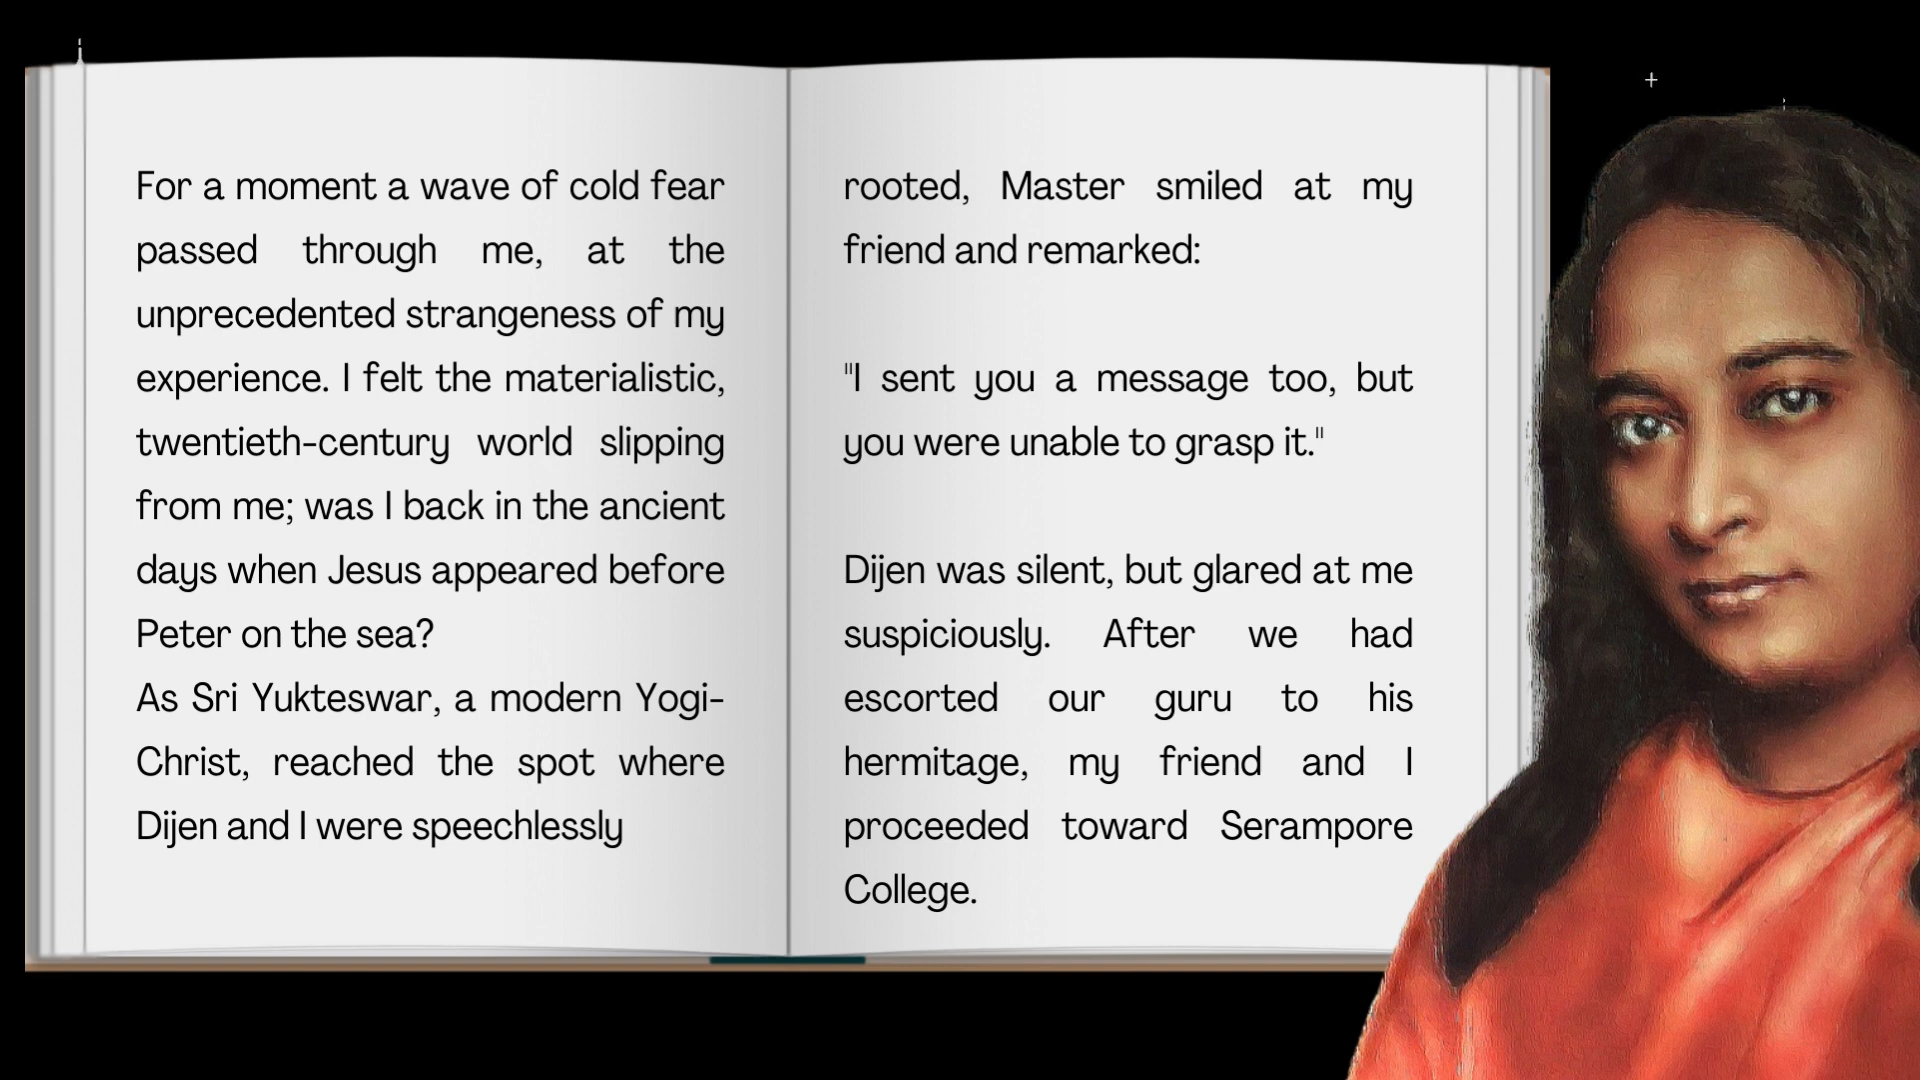 For a moment a wave of cold fear
passed through me, at the
unprecedented strangeness of my
experience. I felt the materialistic,
twentieth-century world slipping
from me; was I back in the ancient
days when Jesus appeared before
Peter on the sea?
As Sri Yukteswar, a modern Yogi-
Christ, reached the spot where
Dijen and I were speechlessly
rooted, Master smiled at my
friend and remarked:
"I sent you a message too, but
you were unable to grasp it."
Dijen was silent, but glared at me
suspiciously. After we had
escorted our guru to his
hermitage, my friend and I
proceeded toward Serampore
College.